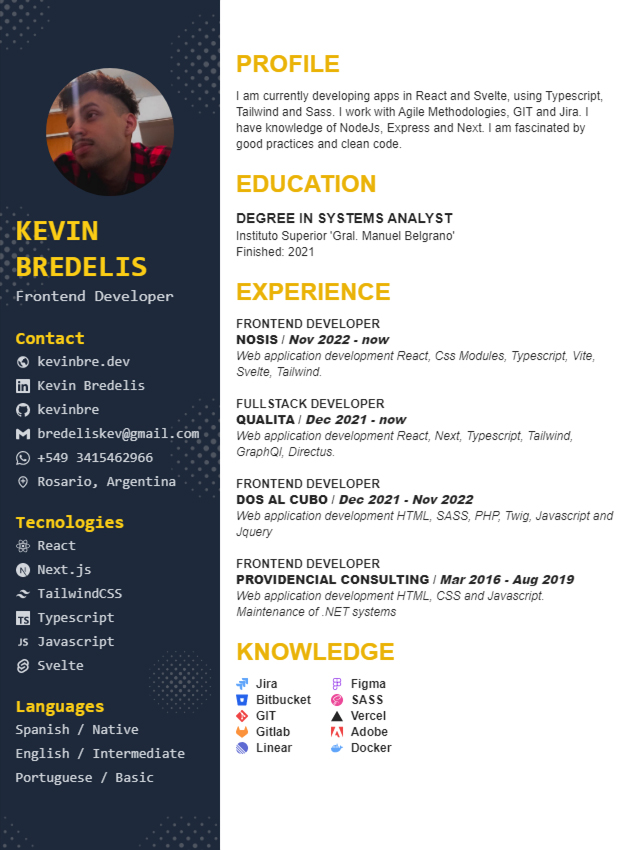 KEVIN
BREDELIS
Frontend Developer
Contact
kevinbre.dev
Kevin Bredelis
kevinbre
bredeliskev@gmail.com
+549 3415462966
Rosario, Argentina
Tecnologies
React
Next.js
TailwindCSS
TS Typescript
JS Javascript
Svelte
Languages
Spanish / Native
English / Intermediate
Portuguese / Basic
PROFILE
I am currently developing apps in React and Svelte, using Typescript,
Tailwind and Sass. I work with Agile Methodologies, GIT and Jira. I
have knowledge of NodeJs, Express and Next. I am fascinated by
good practices and clean code.
EDUCATION
DEGREE IN SYSTEMS ANALYST
Instituto Superior 'Gral. Manuel Belgrano'
Finished: 2021
EXPERIENCE
FRONTEND DEVELOPER
NOSIS / Nov 2022 - now
Web application development React, Css Modules, Typescript, Vite,
Svelte, Tailwind.
FULLSTACK DEVELOPER
QUALITA / Dec 2021 - now
Web application development React, Next, Typescript, Tailwind,
GraphQl, Directus.
FRONTEND DEVELOPER
DOS AL CUBO / Dec 2021 - Nov 2022
Web application development HTML, SASS, PHP, Twig, Javascript and
Jquery
FRONTEND DEVELOPER
PROVIDENCIAL CONSULTING / Mar 2016 - Aug 2019
Web application development HTML, CSS and Javascript.
Maintenance of .NET systems
KNOWLEDGE
Jira
Bitbucket
GIT
Gitlab
Linear
Figma
SASS
Vercel
Adobe
Docker